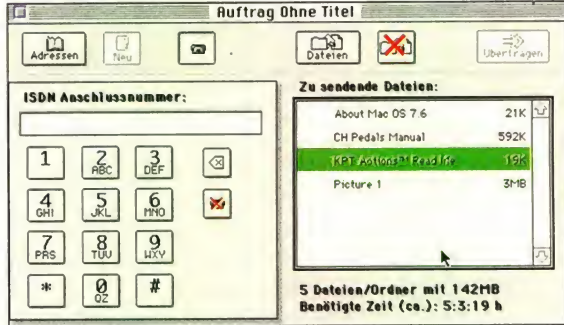 Auftrag Ohne Titel
Adressen
Neu
Dateien
Übertragen
ISDN Anschlussnummer:
1
2 ABC
3 DEF
4 GHI
5 JKL
6 MNO
7 PRS
8 TUV
9 WXY
*
0 QZ
#
Zu sendende Dateien:
About Mac OS 7.6 21K
CH Pedals Manual 592K
KPT Actions™ Read Me 19K
Picture 1 3MB
5 Dateien/Ordner mit 142MB
Benötigte Zeit (ca.): 5:3:19 h